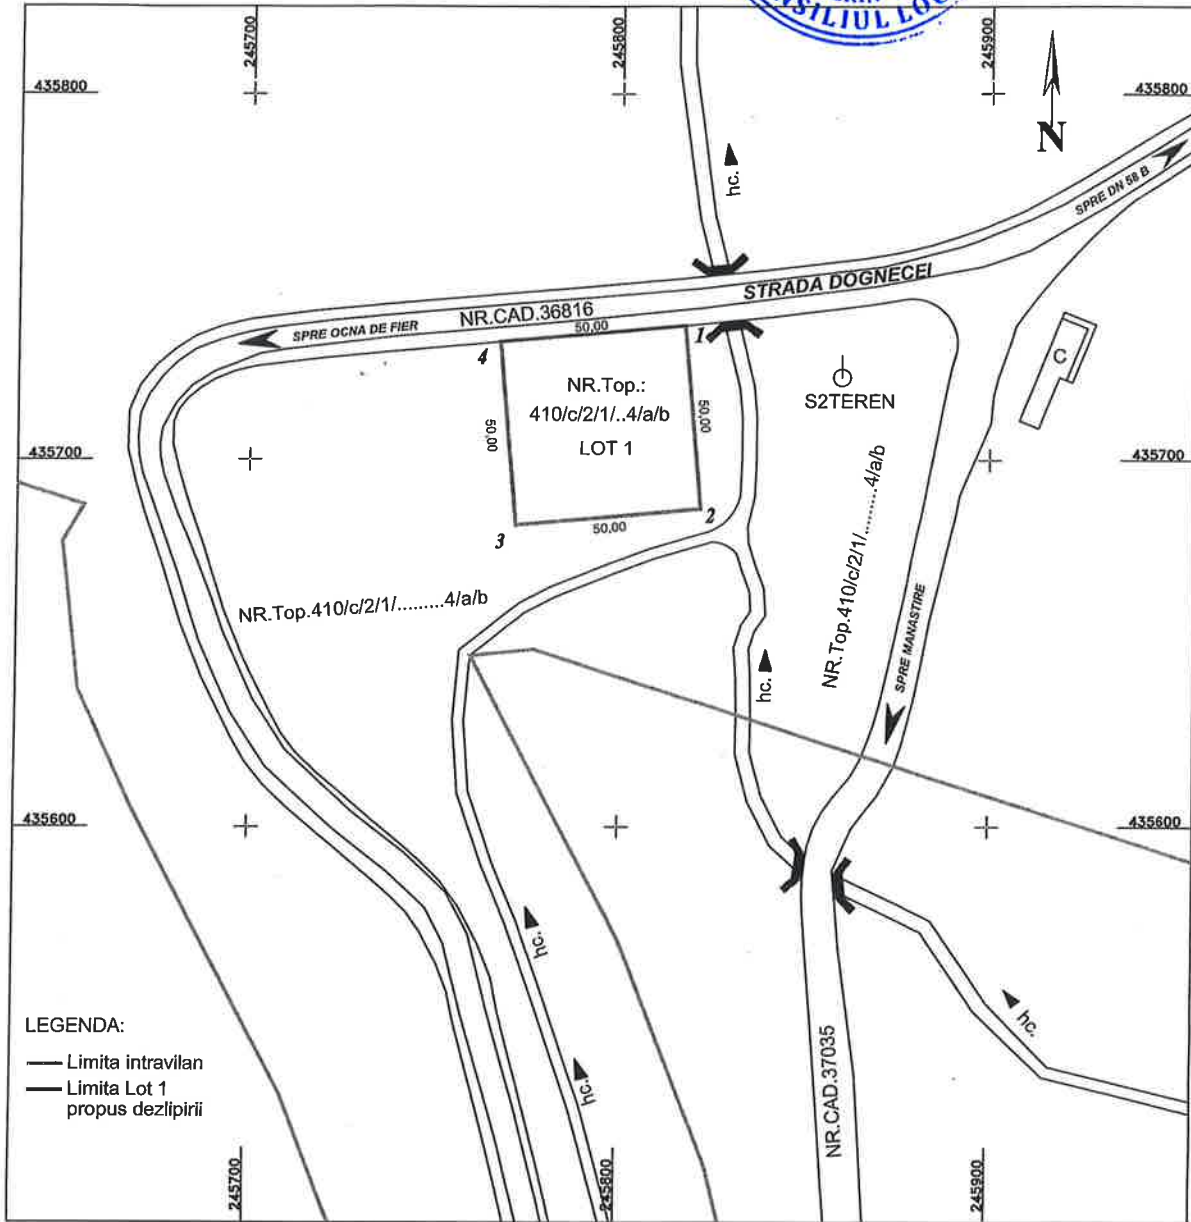 CONSILIUL LOC
245700
245800
245900
435800
435800
N
hc.
SPRE DN 58 B
STRADA DOGNECEI
NR.CAD.36816
SPRE OCNA DE FIER
50,00
1
4
NR.Top.:
410/c/2/1/..4/a/b
LOT 1
50,00
50,00
C
S2TEREN
435700
435700
2
3
50,00
NR.Top.410/c/2/1/.........4/a/b
NR.Top.410/c/2/1/.........4/a/b
SPRE MANASTIRE
hc.
435600
435600
hc.
hc.
hc.
NR.CAD.37035
LEGENDA:
Limita intravilan
Limita Lot 1
propus dezlipirii
245700
245800
245900